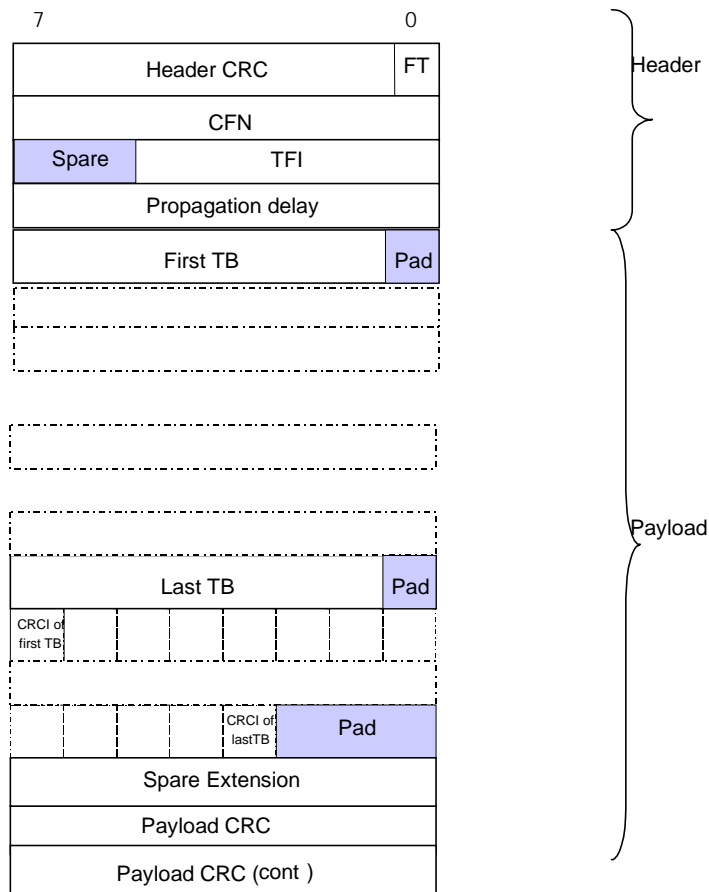 7 0
Header CRC FT
Header
CFN
Spare TFI
Propagation delay
First TB Pad
Payload
Last TB Pad
CRCI of
first TB
CRCI of
lastTB
Pad
Spare Extension
Payload CRC
Payload CRC (cont )